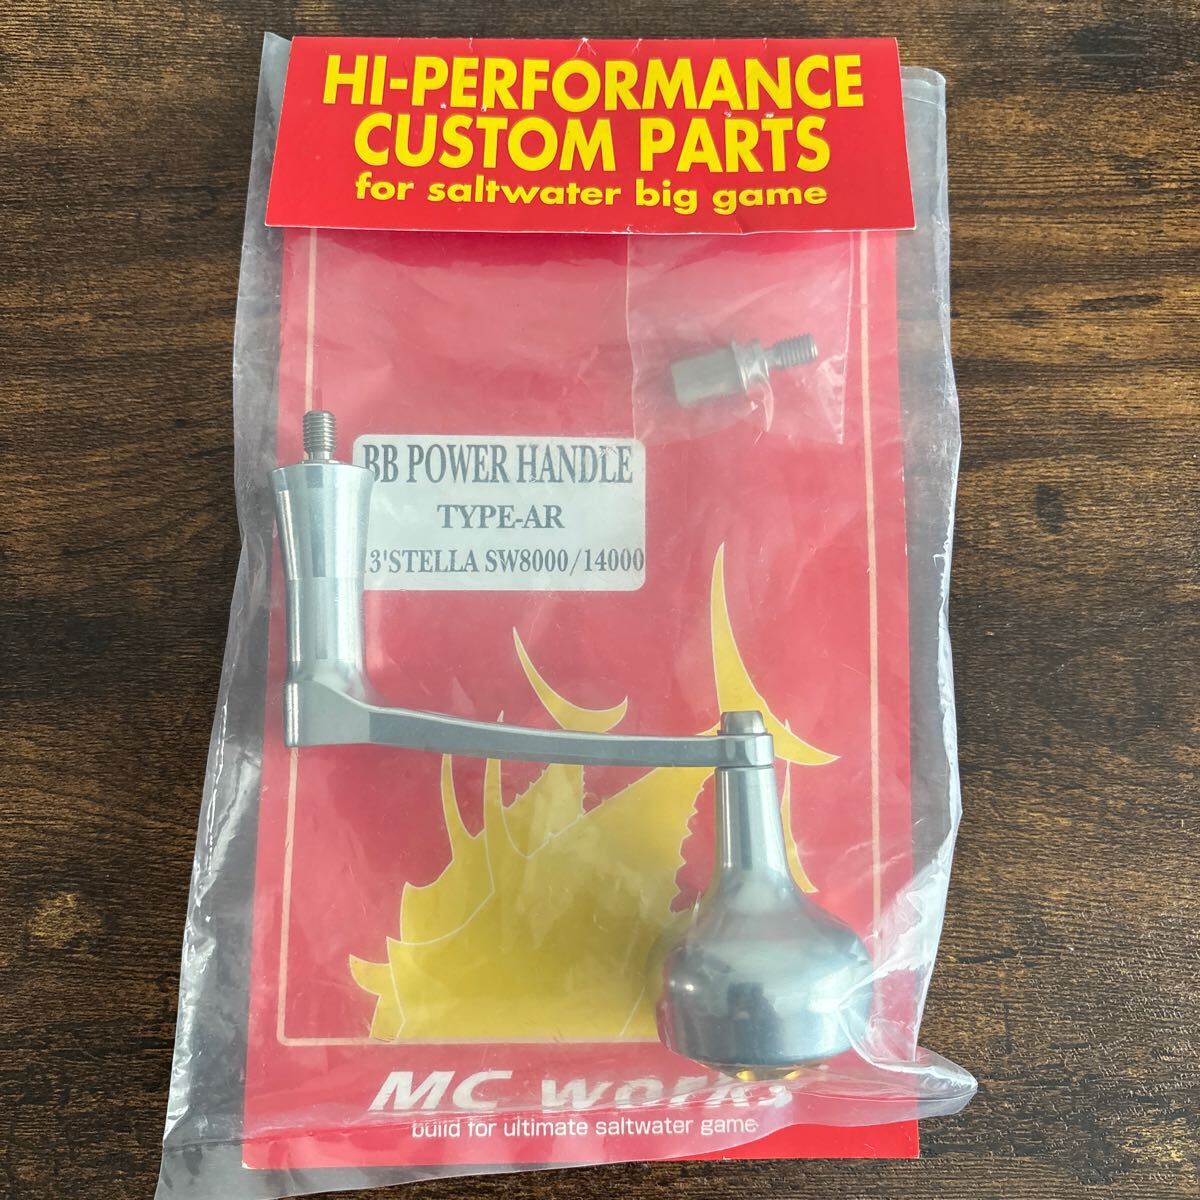 HI-PERFORMANCE
CUSTOM PARTS
for saltwater big game
BB POWER HANDLE
TYPE-AR
3'STELLA SW8000/14000
MC works'
build for ultimate saltwater game